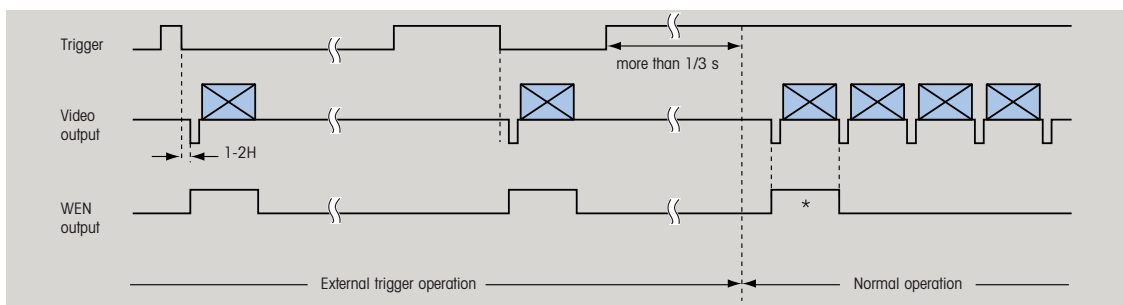 Trigger
more than 1/3 s
Video
output
1-2H
WEN
output
*
External trigger operation
Normal operation